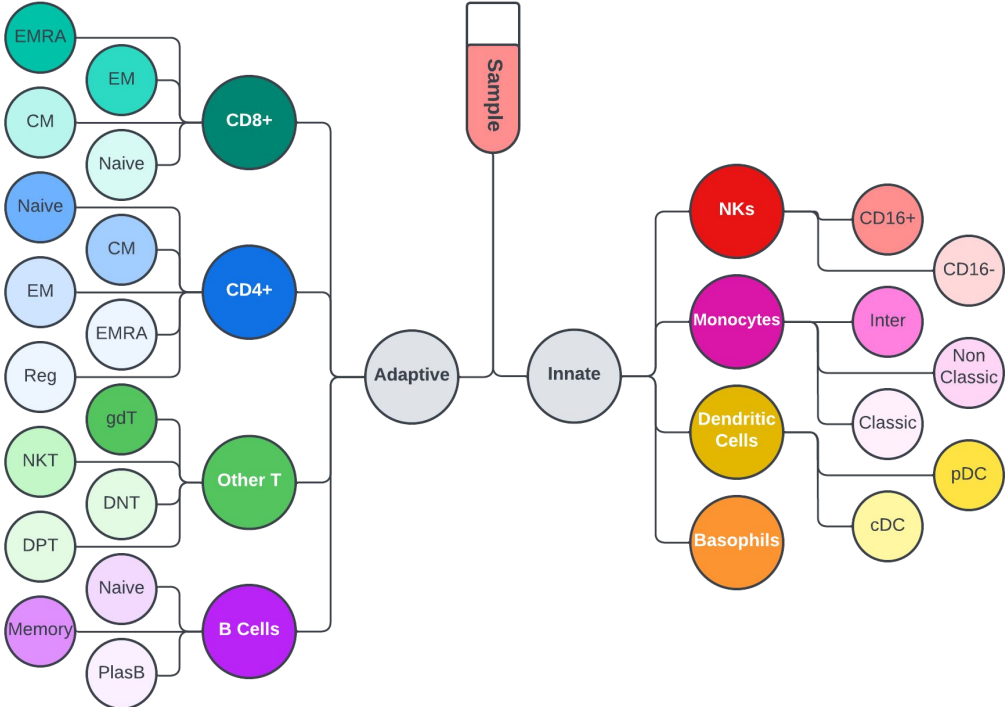 Sample
Adaptive
Innate
CD8+
EMRA
EM
CM
Naive
CD4+
Naive
CM
EM
EMRA
Reg
Other T
gdT
NKT
DNT
DPT
B Cells
Naive
Memory
PlasB
NKs
CD16+
CD16-
Monocytes
Inter
Non
Classic
Classic
Dendritic
Cells
pDC
cDC
Basophils